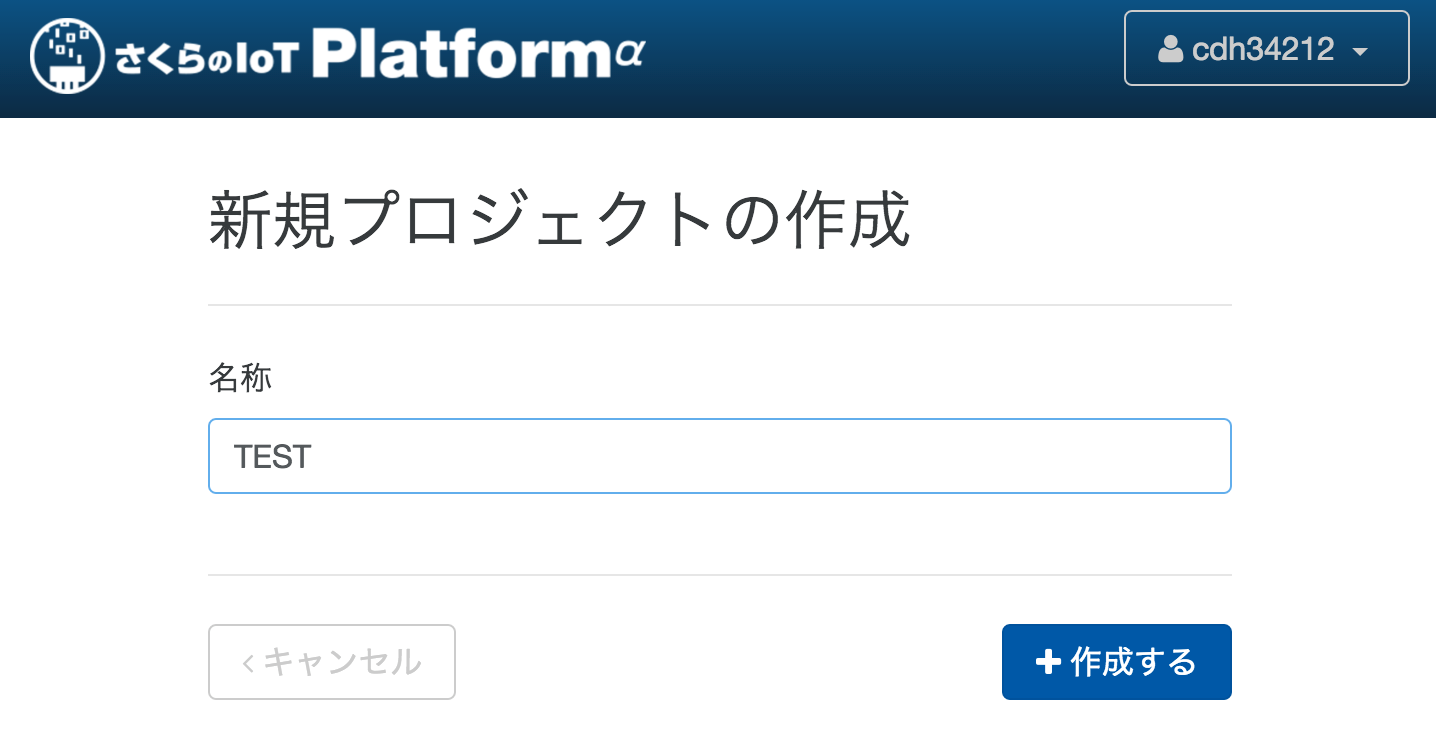 さくらのIoT Platformα
cdh34212
新規プロジェクトの作成
名称
TEST
キャンセル
作成する